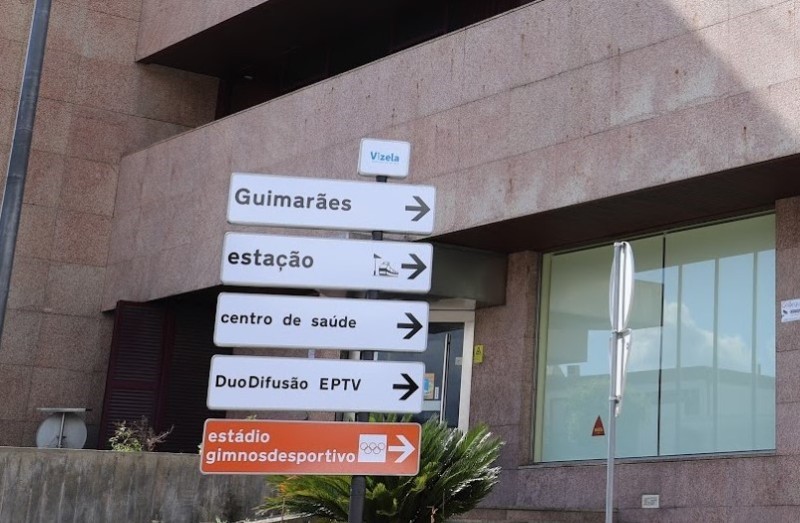 Vizela
Guimarães
estação
centro de saúde
DuoDifusão EPTV
estádio
gimnosdesportivo